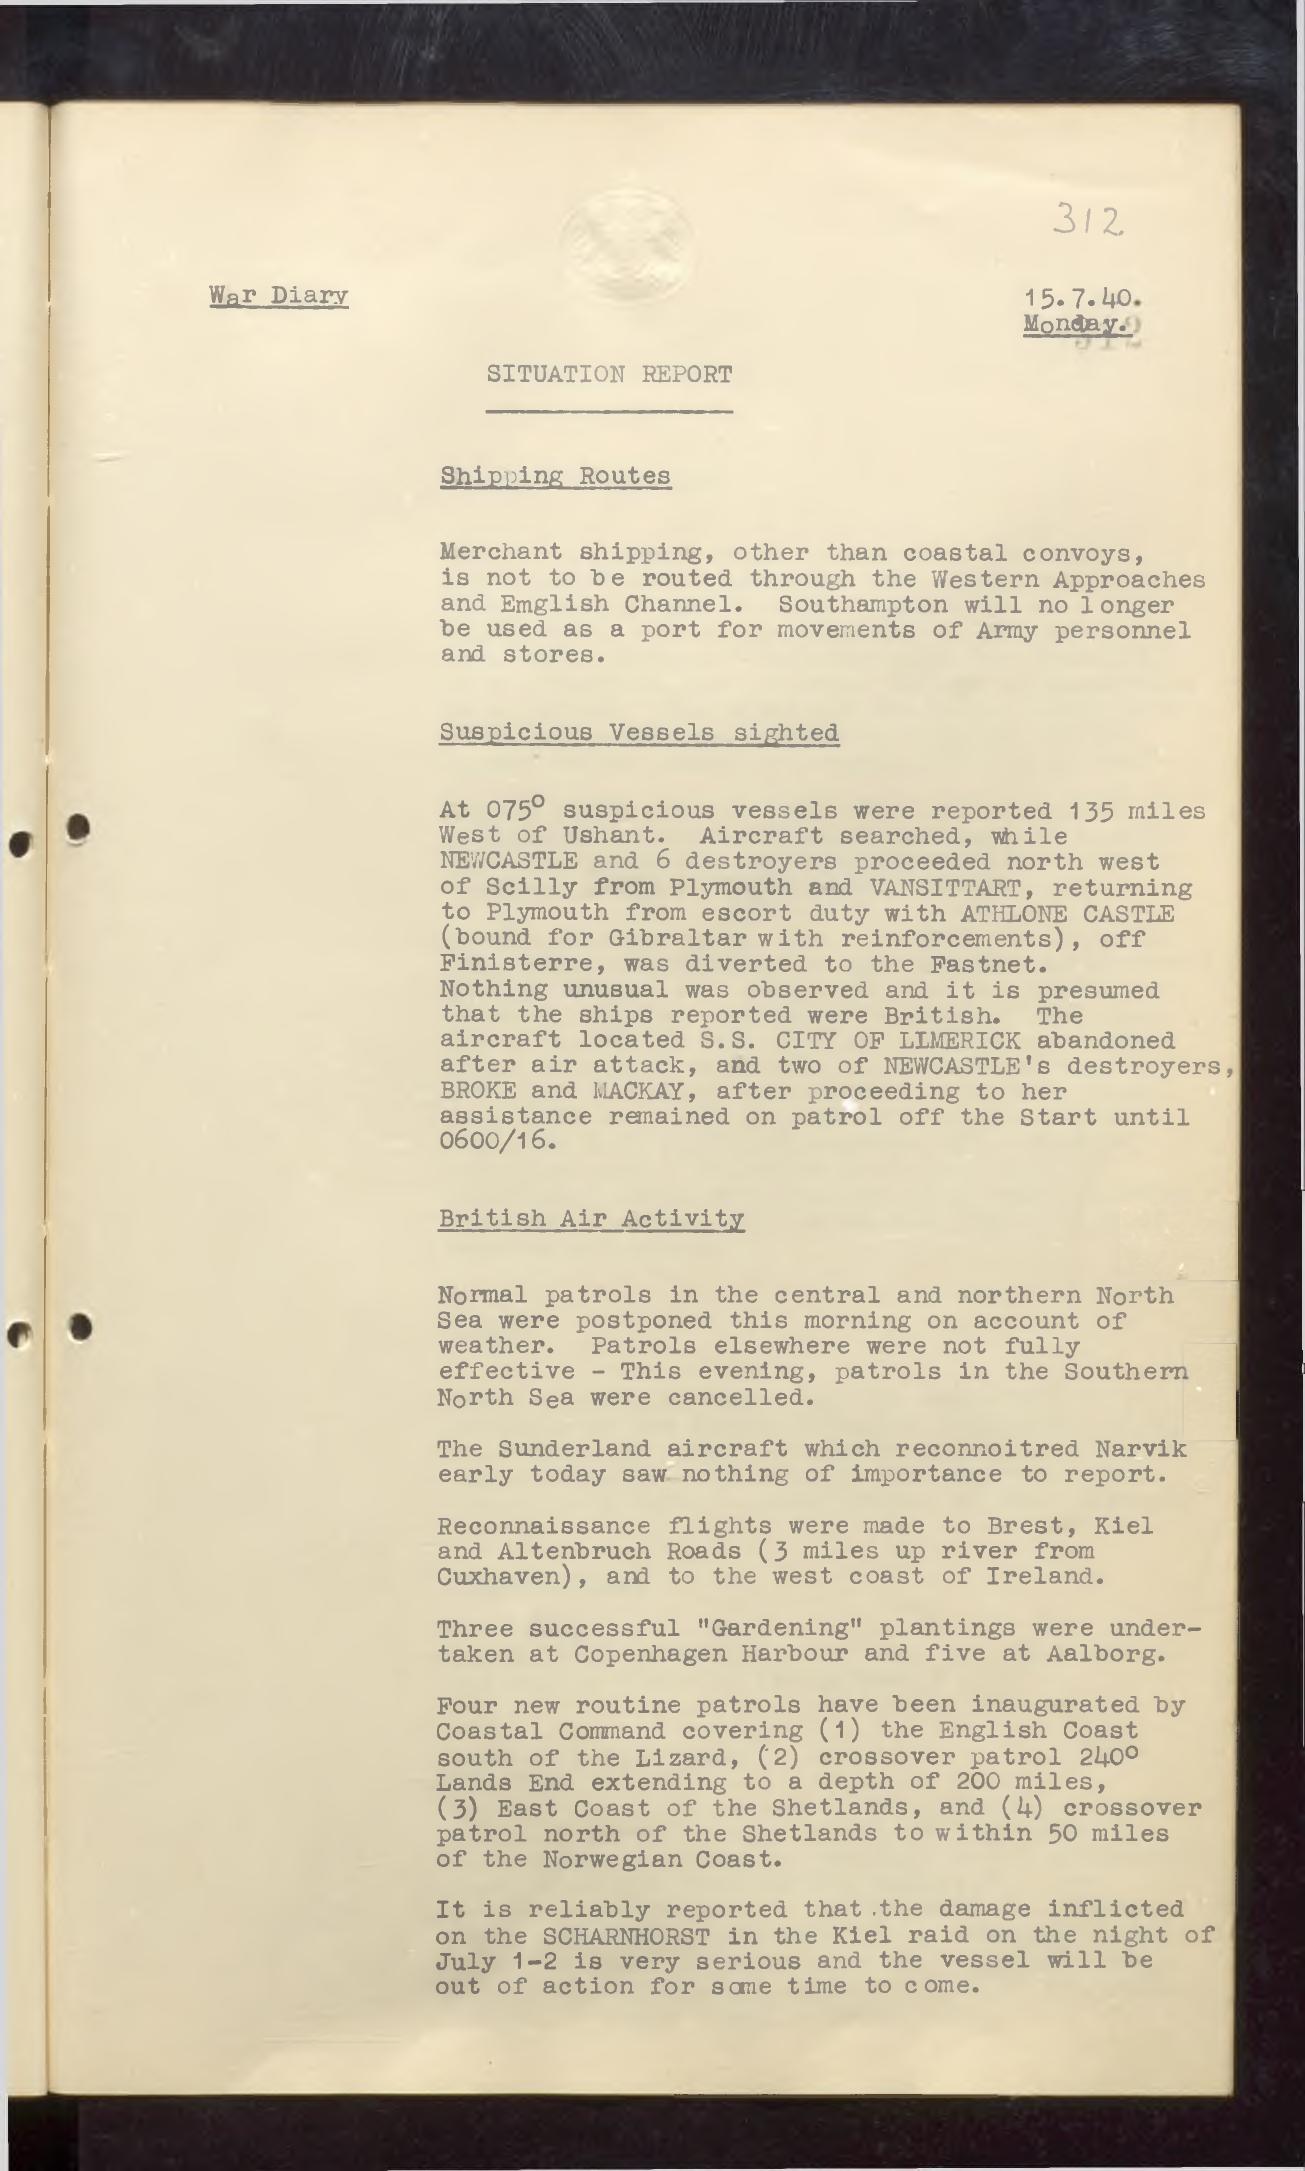 312
War Diary
15.7.40.
Monday.
SITUATION REPORT
Shipping Routes
Merchant shipping, other than coastal convoys,
is not to be routed through the Western Approaches
and Emglish Channel. Southampton will no longer
be used as a port for movements of Army personnel
and stores.
Suspicious Vessels sighted
At 075° suspicious vessels were reported 135 miles
West of Ushant. Aircraft searched, while
NEWCASTLE and 6 destroyers proceeded north west
of Scilly from Plymouth and VANSITTART, returning
to Plymouth from escort duty with ATHLONE CASTLE
(bound for Gibraltar with reinforcements), off
Finisterre, was diverted to the Fastnet.
Nothing unusual was observed and it is presumed
that the ships reported were British. The
aircraft located S.S. CITY OF LIMERICK abandoned
after air attack, and two of NEWCASTLE's destroyers,
BROKE and MACKAY, after proceeding to her
assistance remained on patrol off the Start until
0600/16.
British Air Activity
Normal patrols in the central and northern North
Sea were postponed this morning on account of
weather. Patrols elsewhere were not fully
effective - This evening, patrols in the Southern
North Sea were cancelled.
The Sunderland aircraft which reconnoitred Narvik
early today saw nothing of importance to report.
Reconnaissance flights were made to Brest, Kiel
and Altenbruch Roads (3 miles up river from
Cuxhaven), and to the west coast of Ireland.
Three successful "Gardening" plantings were under-
taken at Copenhagen Harbour and five at Aalborg.
Four new routine patrols have been inaugurated by
Coastal Command covering (1) the English Coast
south of the Lizard, (2) crossover patrol 240°
Lands End extending to a depth of 200 miles,
(3) East Coast of the Shetlands, and (4) crossover
patrol north of the Shetlands to within 50 miles
of the Norwegian Coast.
It is reliably reported that .the damage inflicted
on the SCHARNHORST in the Kiel raid on the night of
July 1-2 is very serious and the vessel will be
out of action for some time to come.